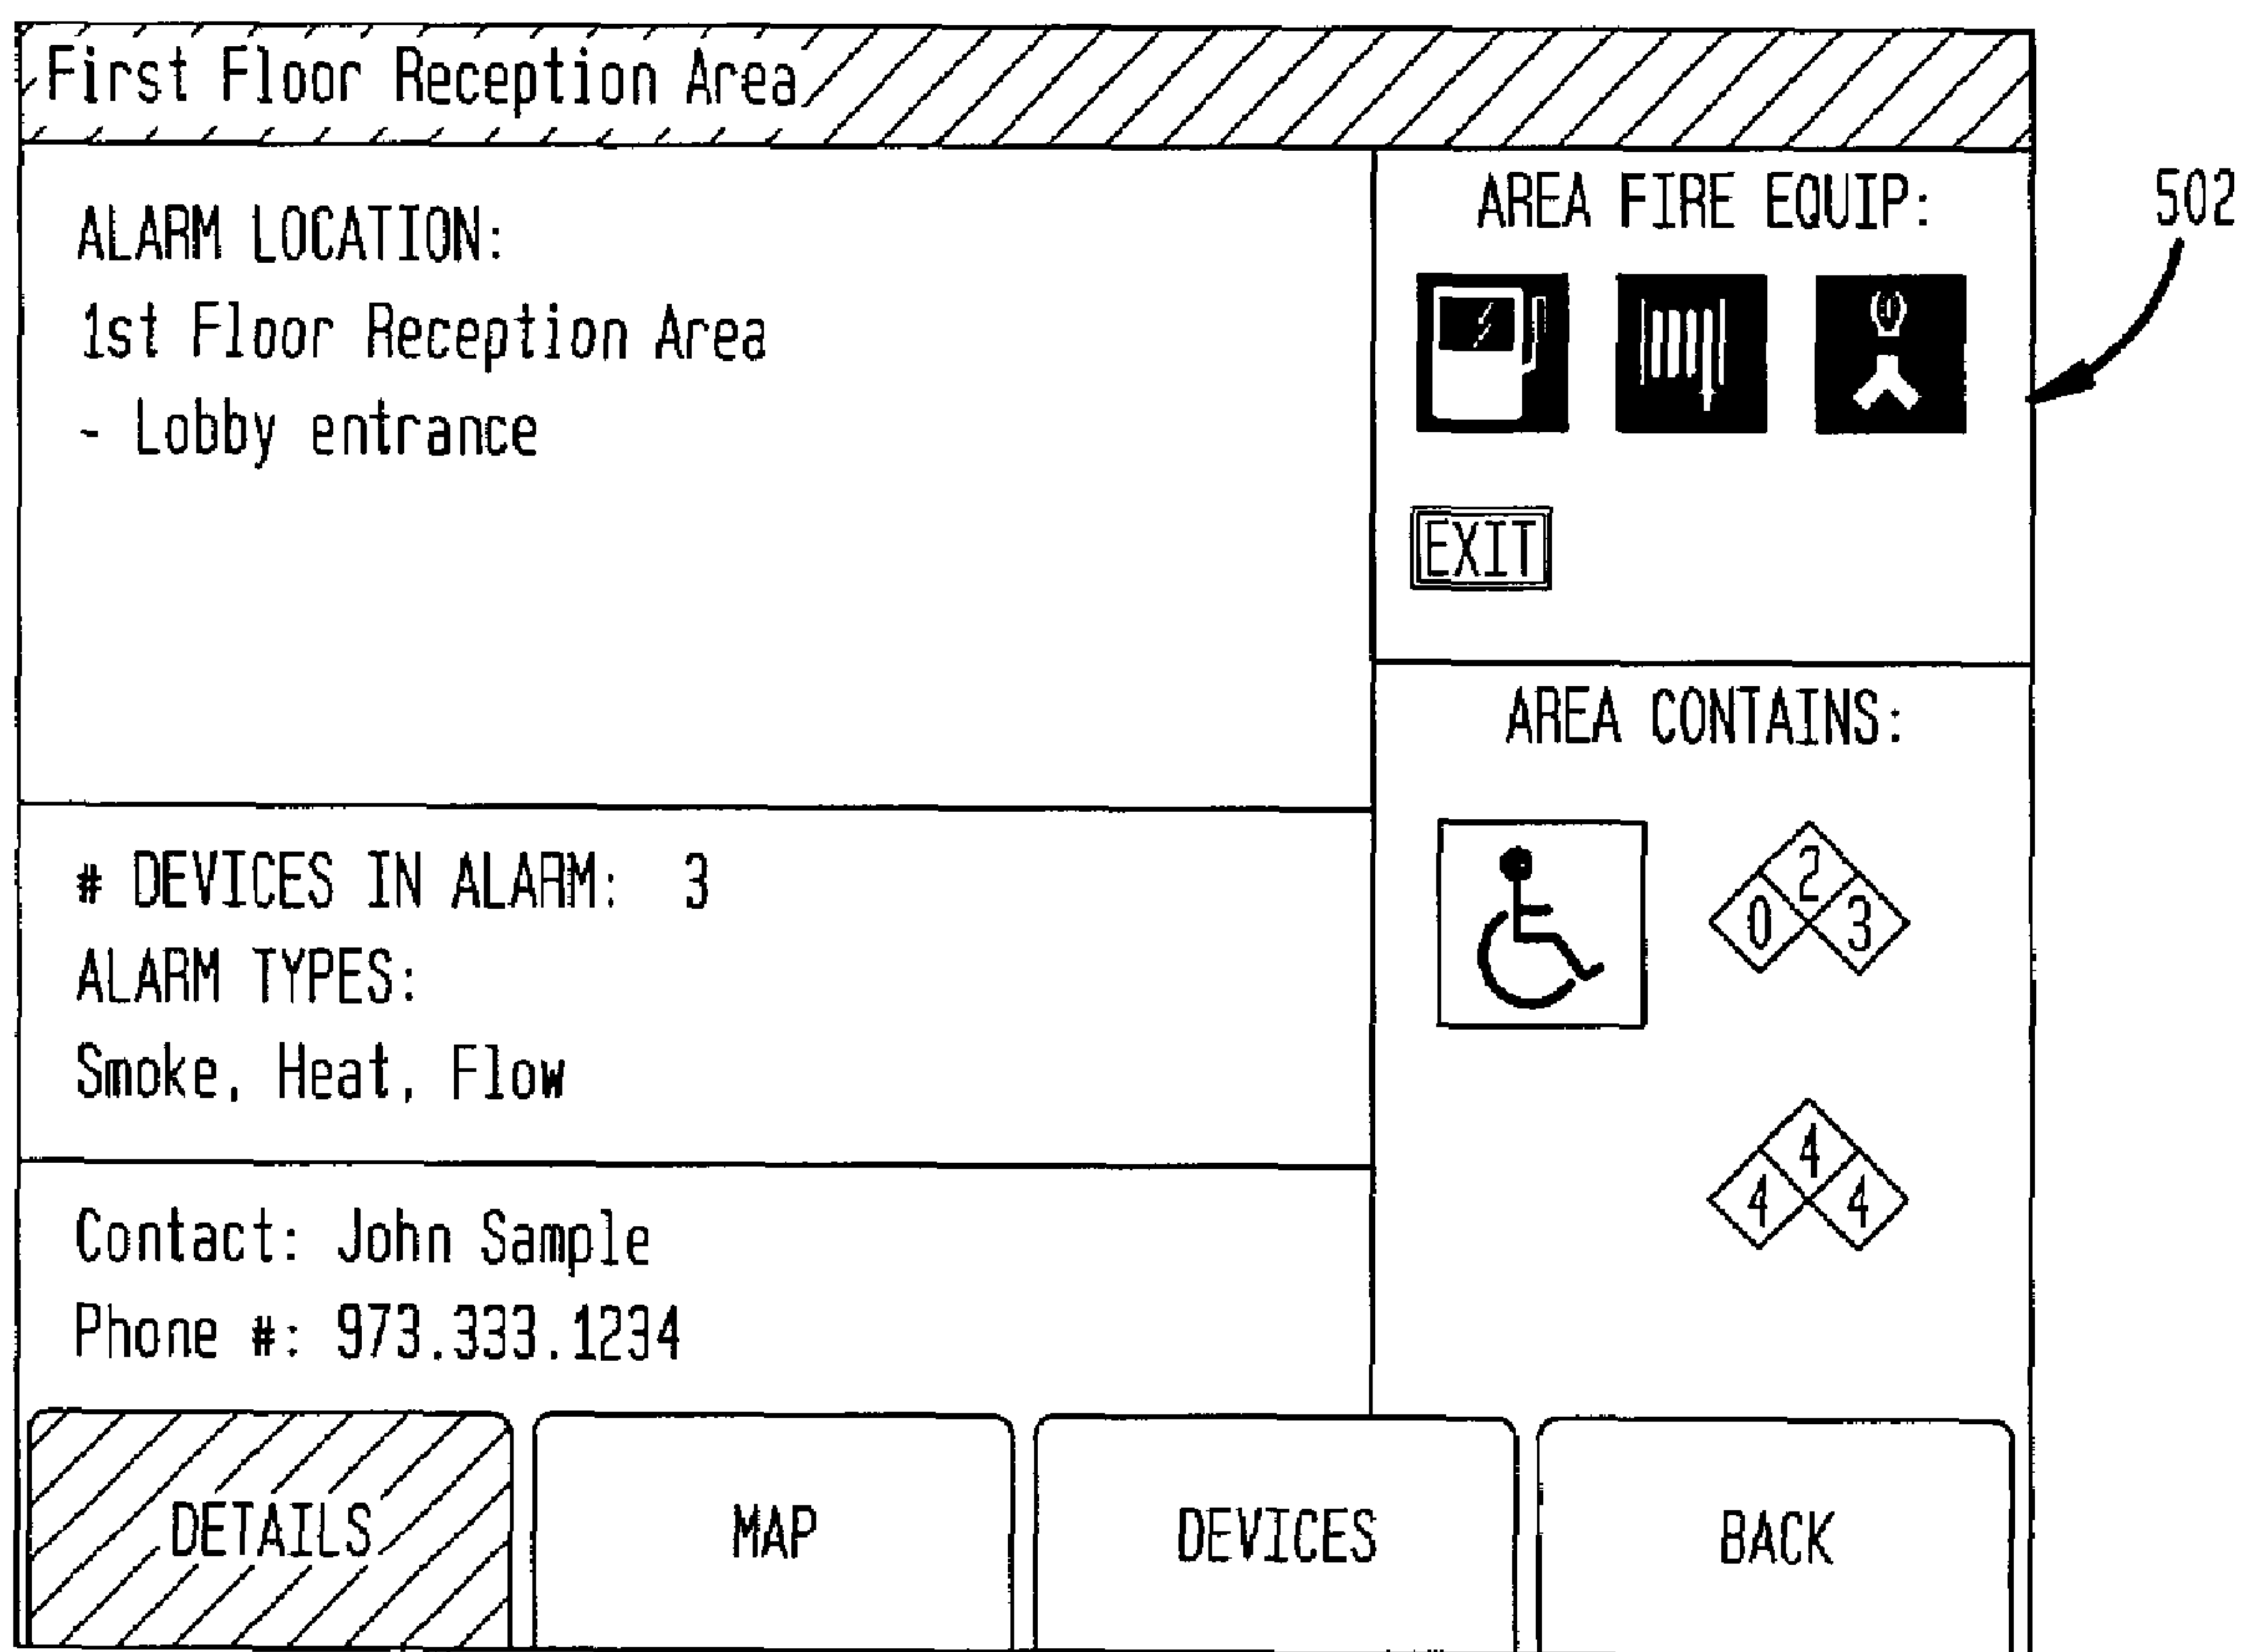 First Floor Reception Area
ALARM LOCATION:
1st Floor Reception Area
- Lobby entrance
# DEVICES IN ALARM: 3
ALARM TYPES:
Smoke, Heat, Flow
Contact: John Sample
Phone #: 973.333.1234
AREA FIRE EQUIP:
EXIT
AREA CONTAINS:
2
0 3
4
4 4
DETAILS
MAP
DEVICES
BACK
502